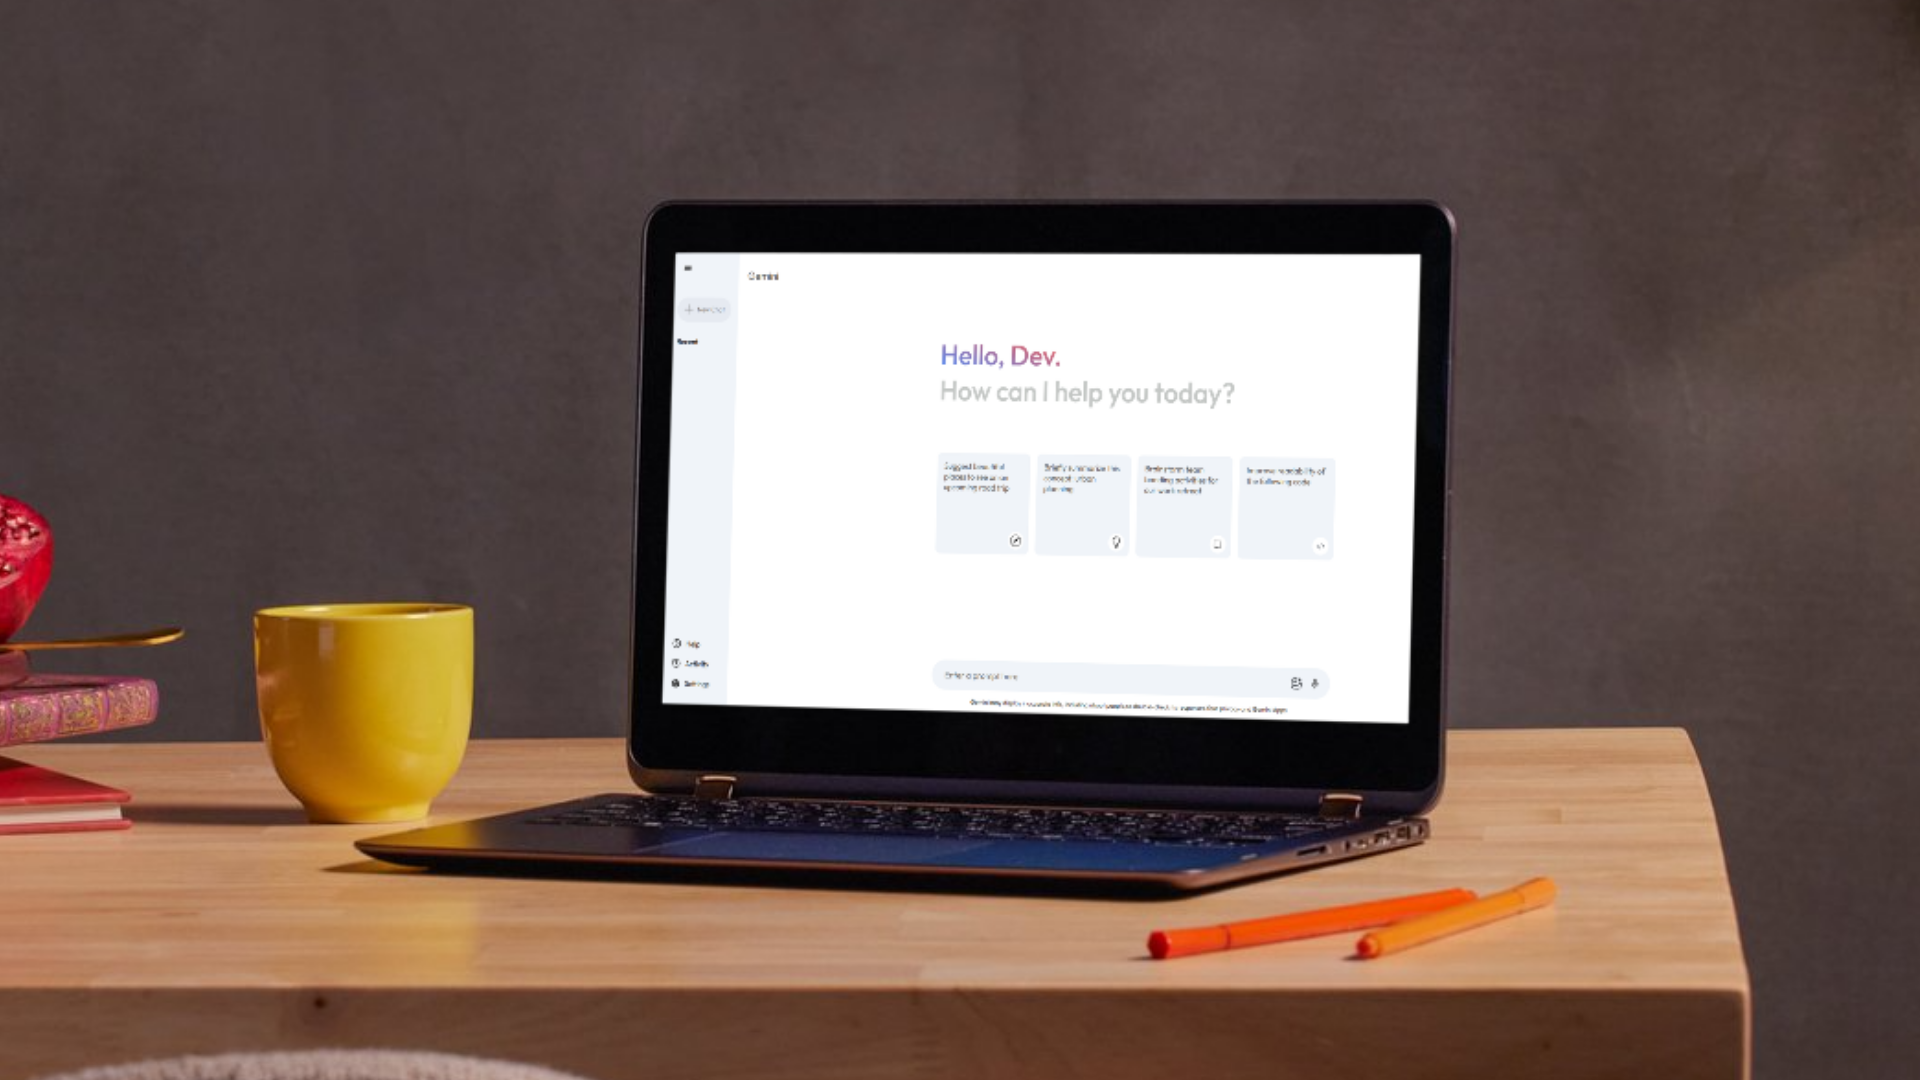 Gemini
New chat
Recent
Hello, Dev.
How can I help you today?
Suggest beautiful
places to see on an
upcoming road trip
Briefly summarize this
concept: urban
planning
Brainstorm team
bonding activities for
our work retreat
Improve readability of
the following code
Help
Activity
Settings
Enter a prompt here